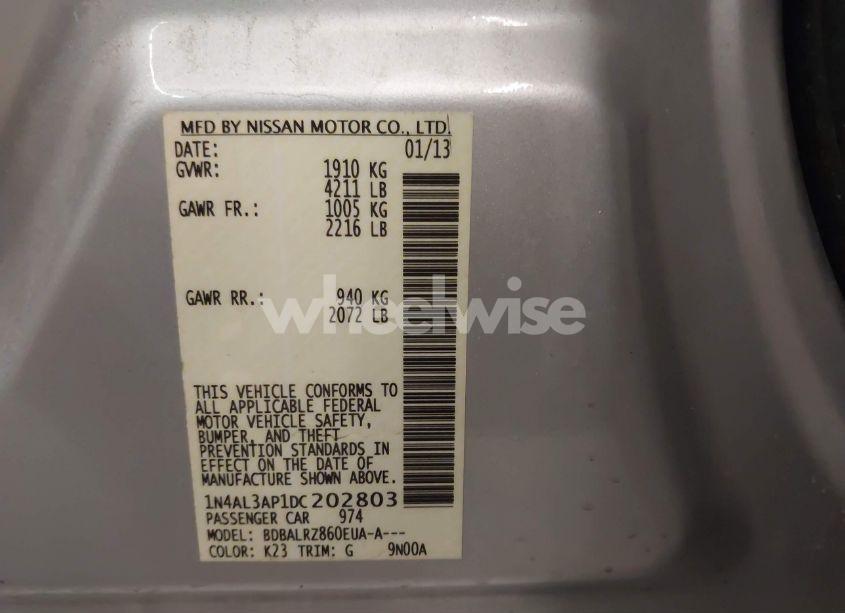 MFD BY NISSAN MOTOR CO., LTD.
DATE: 01/13
GVWR: 1910 KG
4211 LB
GAWR FR.: 1005 KG
2216 LB
GAWR RR.: 940 KG
2072 LB
wheelwise
THIS VEHICLE CONFORMS TO
ALL APPLICABLE FEDERAL
MOTOR VEHICLE SAFETY,
BUMPER, AND THEFT
PREVENTION STANDARDS IN
EFFECT ON THE DATE OF
MANUFACTURE SHOWN ABOVE.
1N4AL3AP1DC202803
PASSENGER CAR 974
MODEL: BDBALRZ860EUA-A---
COLOR: K23 TRIM: G 9N00A